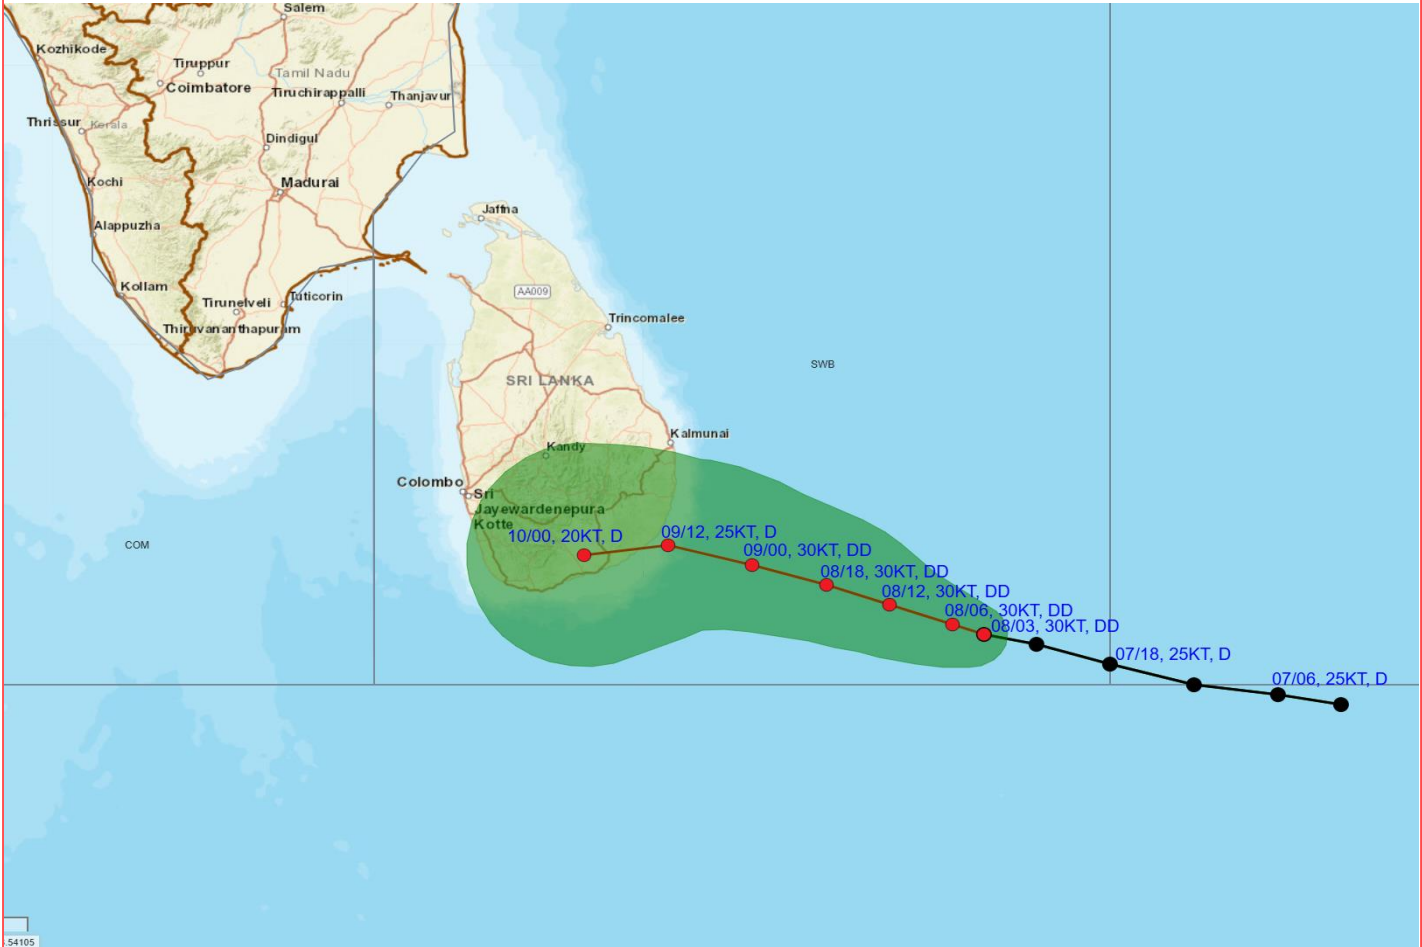 Salem
Kozhikode
Tiruppur
Tamil Nadu
Coimbatore
Tiruchirappalli
Thanjavur
Thrissur
Kerala
Dindigul
Kochi
Madurai
Jaffna
Alappuzha
Kollam
AA009
Tirunelveli
Tuticorin
Trincomalee
Thiruvananthapuram
SWB
SRI LANKA
Kalmunai
Kandy
Colombo
Sri
Jayewardenepura
Kotte
COM
10/00, 20KT, D
09/12, 25KT, D
09/00, 30KT, DD
08/18, 30KT, DD
08/12, 30KT, DD
08/06, 30KT, DD
08/03, 30KT, DD
07/18, 25KT, D
07/06, 25KT, D
.54105